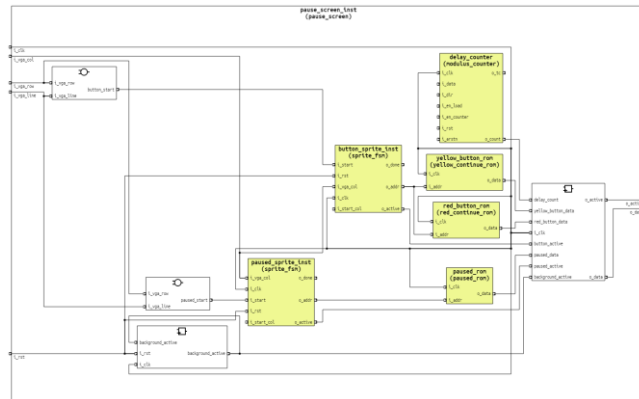 pause_screen_inst
(pause_screen)
i_clk
i_vga_col
i_vga_row
i_vga_line
i_vga_row
i_vga_line
button_start
delay_counter
(modulus_counter)
i_clk
o_tc
i_data
i_dir
i_en_load
i_en_counter
i_rst
i_arstn
o_count
button_sprite_inst
(sprite_fsm)
i_start
o_done
i_rst
i_vga_col
o_addr
i_clk
i_start_col
o_active
yellow_button_rom
(yellow_continue_rom)
i_clk
o_data
i_addr
red_button_rom
(red_continue_rom)
i_clk
o_data
i_addr
delay_count
o_active
yellow_button_data
red_button_data
i_clk
button_active
paused_data
paused_active
background_active
o_data
paused_sprite_inst
(sprite_fsm)
i_vga_col
o_done
i_clk
i_start
o_addr
i_rst
i_start_col
o_active
paused_rom
(paused_rom)
i_clk
o_data
i_addr
i_vga_row
paused_start
i_vga_line
background_active
i_rst
background_active
i_clk
i_rst